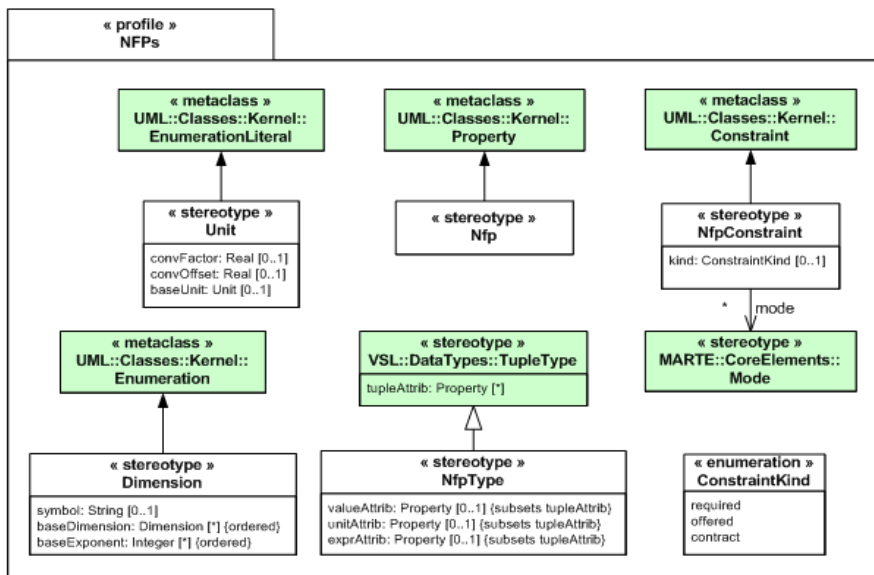 « profile »
NFPs
« metaclass »
UML::Classes::Kernel::
EnumerationLiteral
« metaclass »
UML::Classes::Kernel::
Property
« metaclass »
UML::Classes::Kernel::
Constraint
« stereotype »
Unit
convFactor: Real [0..1]
convOffset: Real [0..1]
baseUnit: Unit [0..1]
« stereotype »
Nfp
« stereotype »
NfpConstraint
kind: ConstraintKind [0..1]
* mode
« metaclass »
UML::Classes::Kernel::
Enumeration
« stereotype »
VSL::DataTypes::TupleType
tupleAttrib: Property [*]
« stereotype »
MARTE::CoreElements::
Mode
« stereotype »
Dimension
symbol: String [0..1]
baseDimension: Dimension [*] {ordered}
baseExponent: Integer [*] {ordered}
« stereotype »
NfpType
valueAttrib: Property [0..1] {subsets tupleAttrib}
unitAttrib: Property [0..1] {subsets tupleAttrib}
exprAttrib: Property [0..1] {subsets tupleAttrib}
« enumeration »
ConstraintKind
required
offered
contract